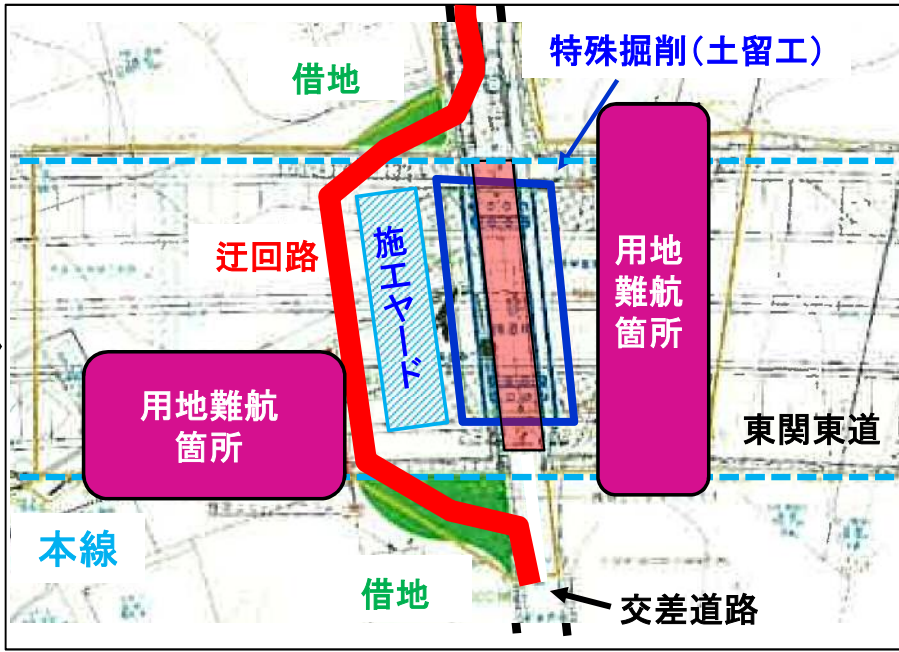 特殊掘削（土留工）
借地
迂回路
施工ヤード
用地
難航
箇所
用地難航
箇所
東関東道
本線
借地
交差道路